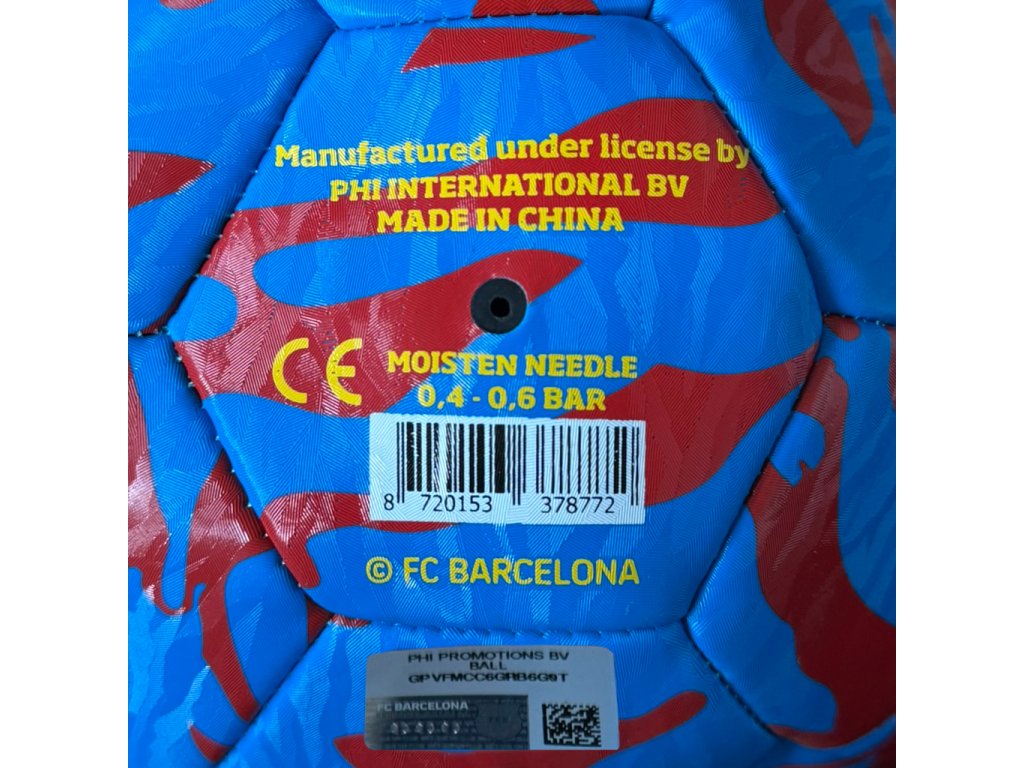 Manufactured under license by
PHI INTERNATIONAL BV
MADE IN CHINA
CE
MOISTEN NEEDLE
0,4 - 0,6 BAR
8 720153 378772
© FC BARCELONA
PHI PROMOTIONS BV
BALL
GPVFMCC6GRB6G9T
FC BARCELONA